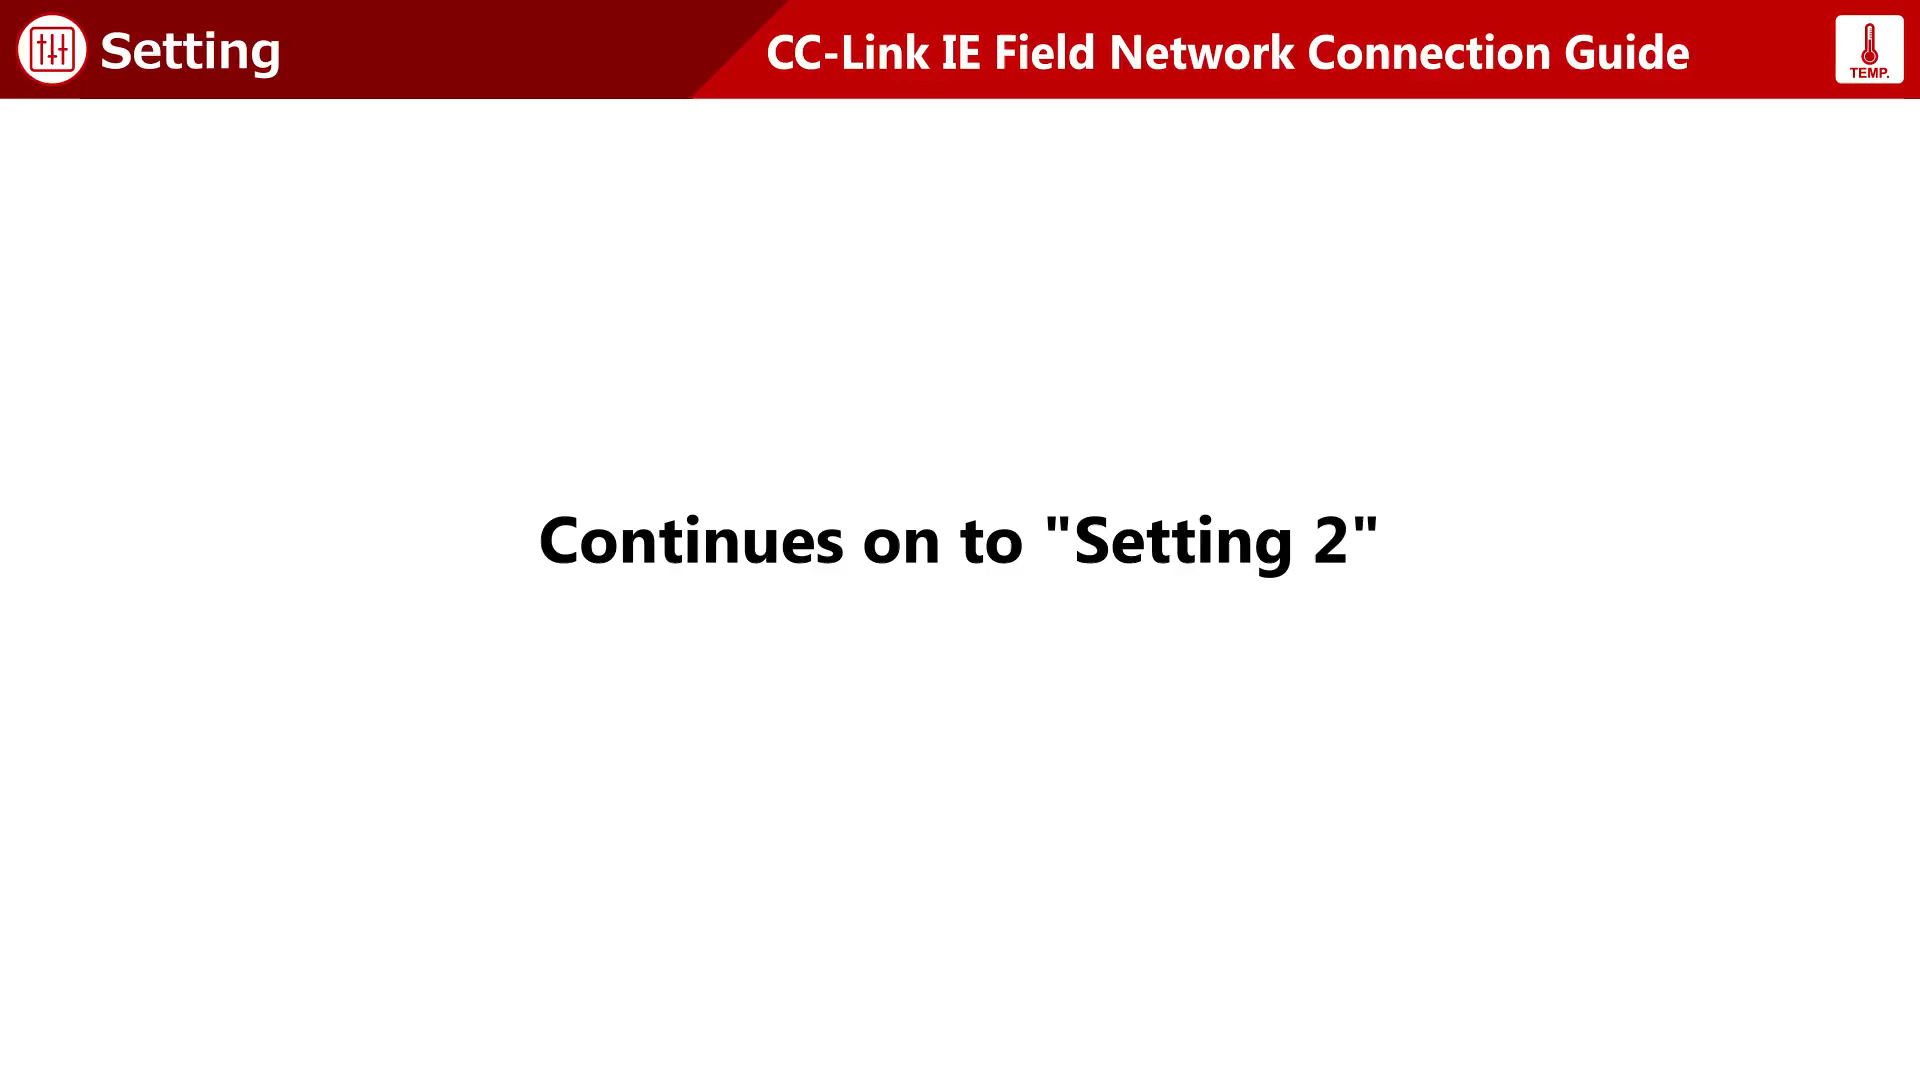 Setting
CC-Link IE Field Network Connection Guide
TEMP.
Continues on to "Setting 2"